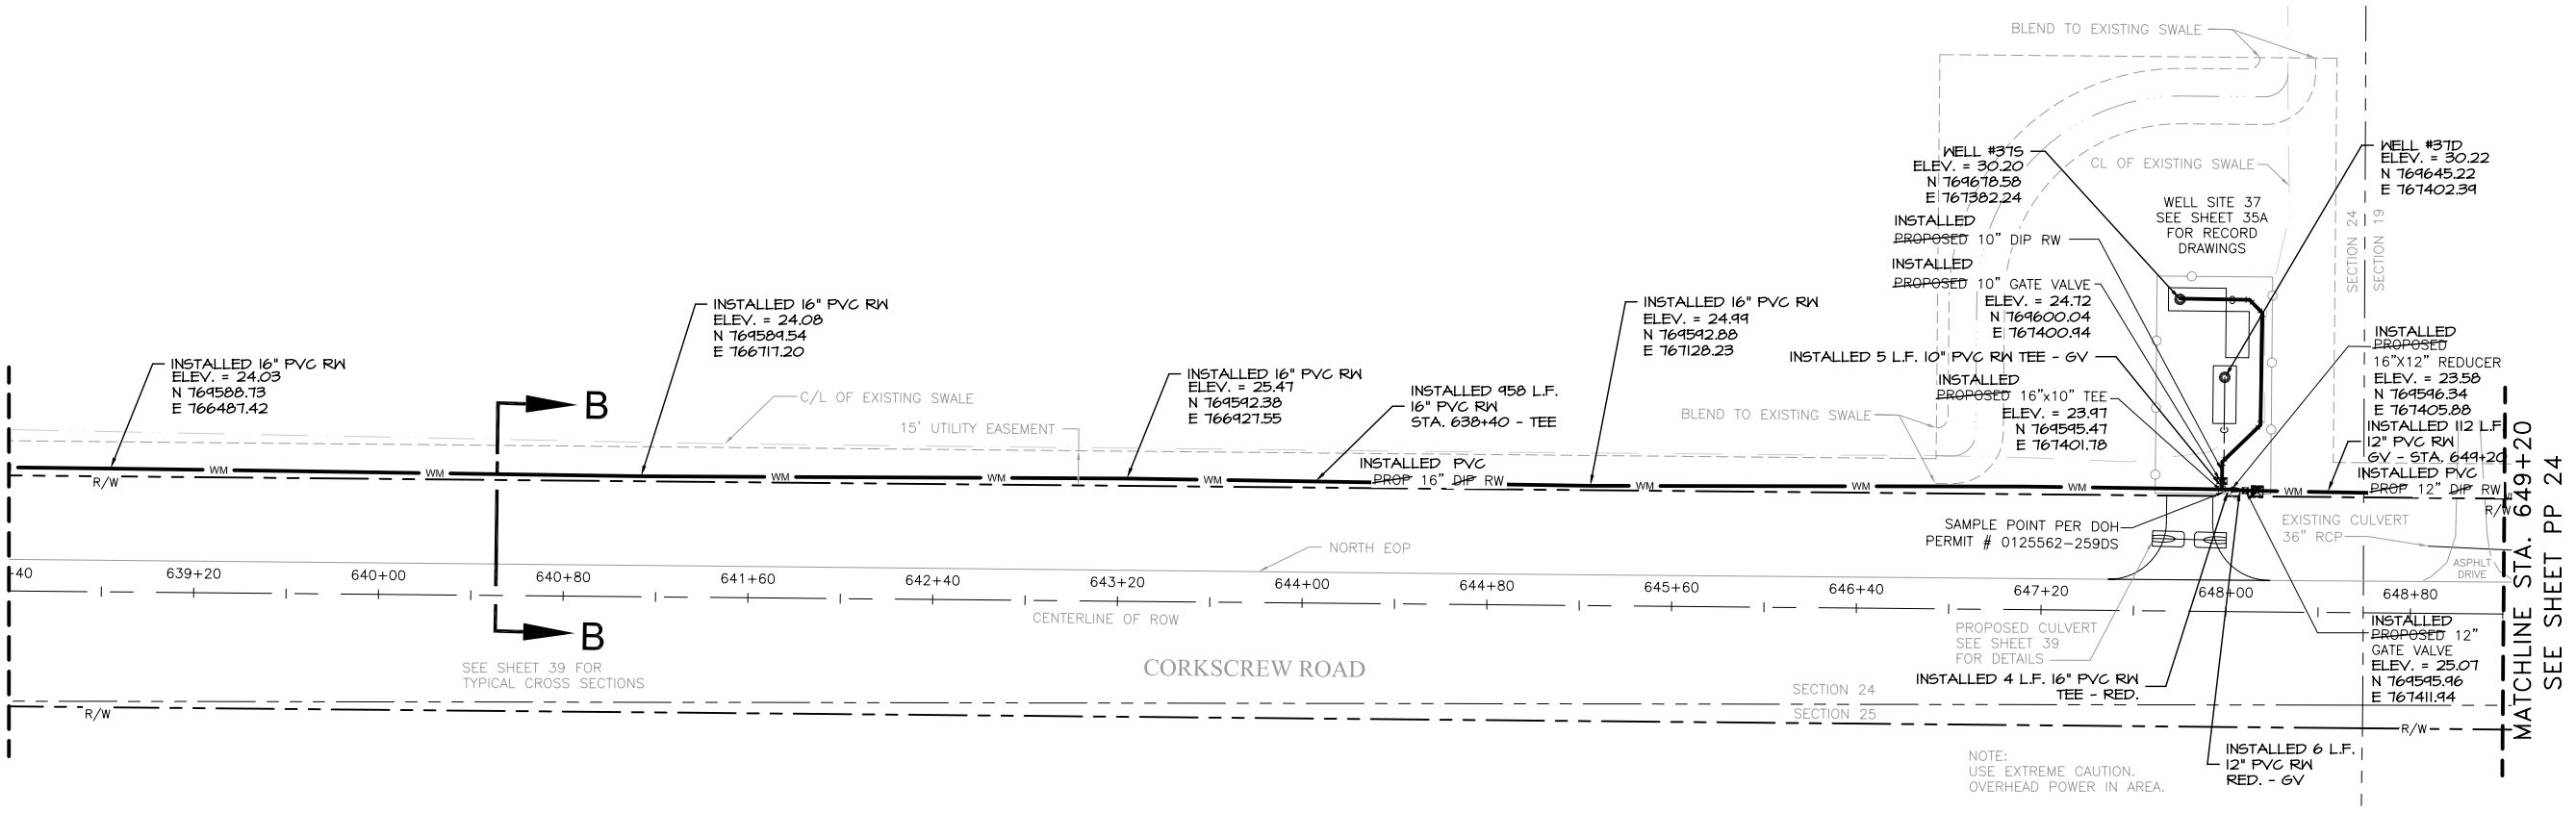 BLEND TO EXISTING SWALE
WELL #37S
ELEV. = 30.20
N 769678.58
E 767382.24
CL OF EXISTING SWALE
WELL #37D
ELEV. = 30.22
N 769645.22
E 767402.39
WELL SITE 37
SEE SHEET 35A
FOR RECORD
DRAWINGS
SECTION 24
SECTION 19
INSTALLED
PROPOSED 10" DIP RW
INSTALLED
PROPOSED 10" GATE VALVE
ELEV. = 24.72
N 769600.04
E 767400.94
INSTALLED 5 L.F. 10" PVC RW TEE - GV
INSTALLED
PROPOSED 16"x10" TEE
ELEV. = 23.97
N 769595.47
E 767401.78
INSTALLED
PROPOSED
16"X12" REDUCER
ELEV. = 23.58
N 769596.34
E 767405.88
INSTALLED 112 L.F.
12" PVC RW
GV - STA. 649+20
INSTALLED PVC
PROP 12" DIP RW
INSTALLED 16" PVC RW
ELEV. = 24.03
N 769588.73
E 766487.42
INSTALLED 16" PVC RW
ELEV. = 24.08
N 769589.54
E 766717.20
INSTALLED 16" PVC RW
ELEV. = 25.47
N 769592.38
E 766927.55
INSTALLED 958 L.F.
16" PVC RW
STA. 638+40 - TEE
INSTALLED 16" PVC RW
ELEV. = 24.99
N 769592.88
E 767128.23
B
C/L OF EXISTING SWALE
15' UTILITY EASEMENT
BLEND TO EXISTING SWALE
INSTALLED PVC
PROP 16" DIP RW
WM WM WM WM WM WM WM WM WM WM
R/W
R/W
SAMPLE POINT PER DOH
PERMIT # 0125562-259DS
EXISTING CULVERT
36" RCP
ASPHLT
DRIVE
NORTH EOP
-40 639+20 640+00 640+80 641+60 642+40 643+20 644+00 644+80 645+60 646+40 647+20 648+00 648+80
CENTERLINE OF ROW
B
SEE SHEET 39 FOR
TYPICAL CROSS SECTIONS
CORKSCREW ROAD
PROPOSED CULVERT
SEE SHEET 39
FOR DETAILS
INSTALLED 4 L.F. 16" PVC RW
TEE - RED.
INSTALLED
PROPOSED 12"
GATE VALVE
ELEV. = 25.07
N 769595.96
E 767411.94
SECTION 24
SECTION 25
R/W
R/W
NOTE:
USE EXTREME CAUTION.
OVERHEAD POWER IN AREA.
INSTALLED 6 L.F.
12" PVC RW
RED. - GV
MATCHLINE STA. 649+20
SEE SHEET PP 24